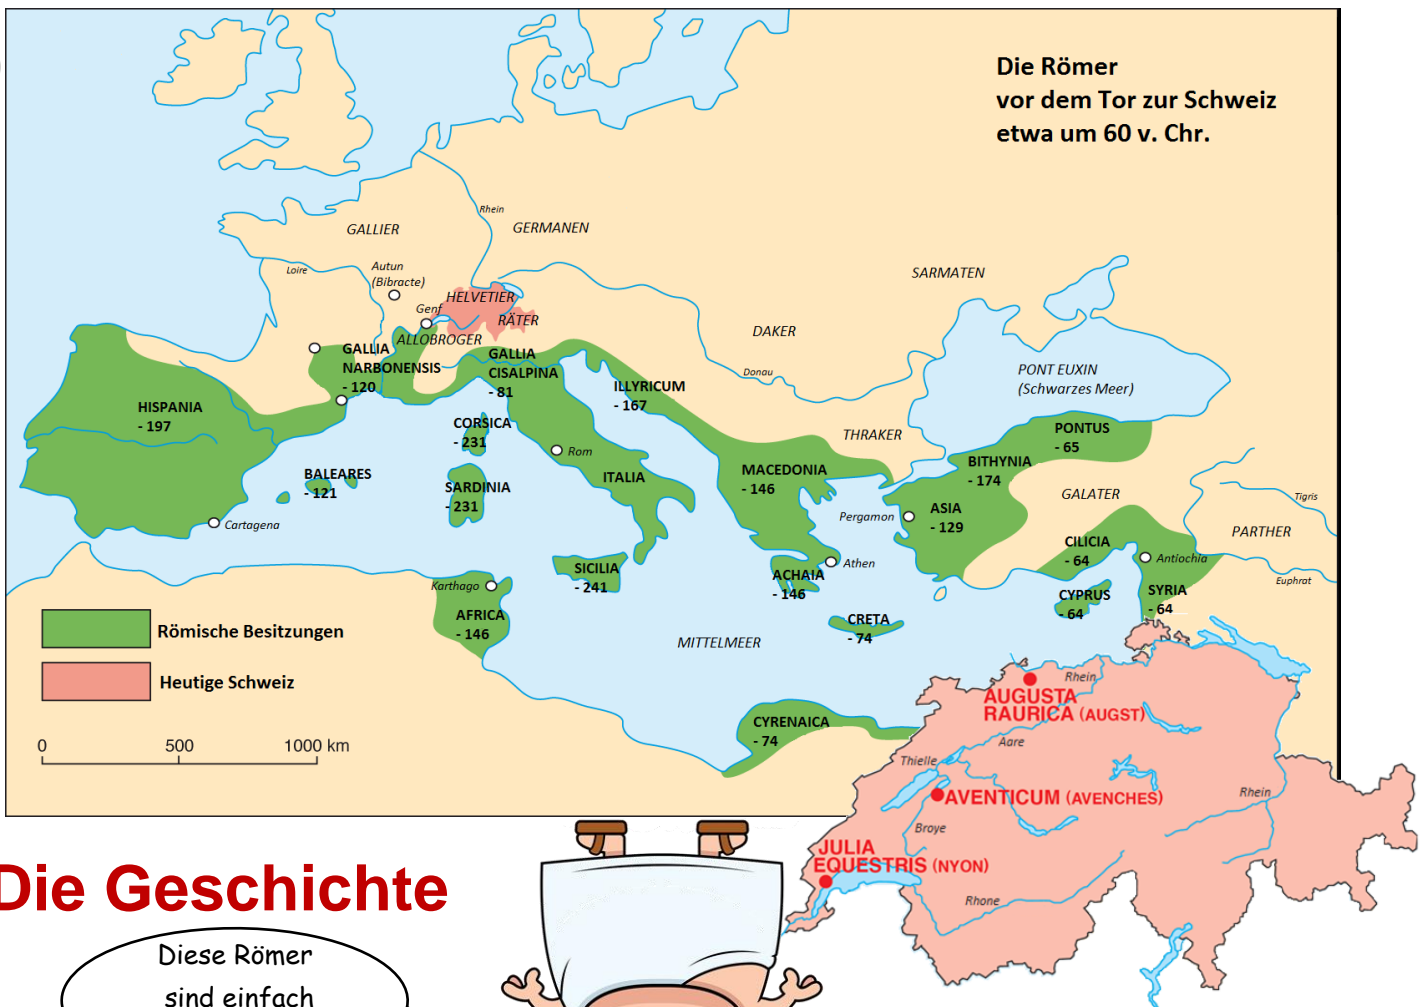 Die Römer
vor dem Tor zur Schweiz
etwa um 60 v. Chr.
Rhein
GALLIER
GERMANEN
Loire
Autun
(Bibracte)
SARMATEN
HELVETIER
Genf
RÄTER
ALLOBROGER
DAKER
GALLIA
NARBONENSIS
- 120
GALLIA
CISALPINA
- 81
Donau
PONT EUXIN
(Schwarzes Meer)
ILLYRICUM
- 167
HISPANIA
- 197
CORSICA
- 231
THRAKER
PONTUS
- 65
Rom
BITHYNIA
- 174
BALEARES
- 121
SARDINIA
- 231
ITALIA
MACEDONIA
- 146
GALATER
Tigris
Cartagena
Pergamon
ASIA
- 129
PARTHER
CILICIA
- 64
Athen
Antiochia
SICILIA
- 241
ACHAIA
- 146
Euphrat
Karthago
CYPRUS
- 64
SYRIA
- 64
AFRICA
- 146
CRETA
- 74
MITTELMEER
Römische Besitzungen
Heutige Schweiz
CYRENAICA
- 74
0 500 1000 km
Rhein
AUGUSTA
RAURICA (AUGST)
Aare
Thielle
AVENTICUM (AVENCHES)
Rhein
Broye
JULIA
EQUESTRIS (NYON)
Rhone
Die Geschichte
Diese Römer
sind einfach